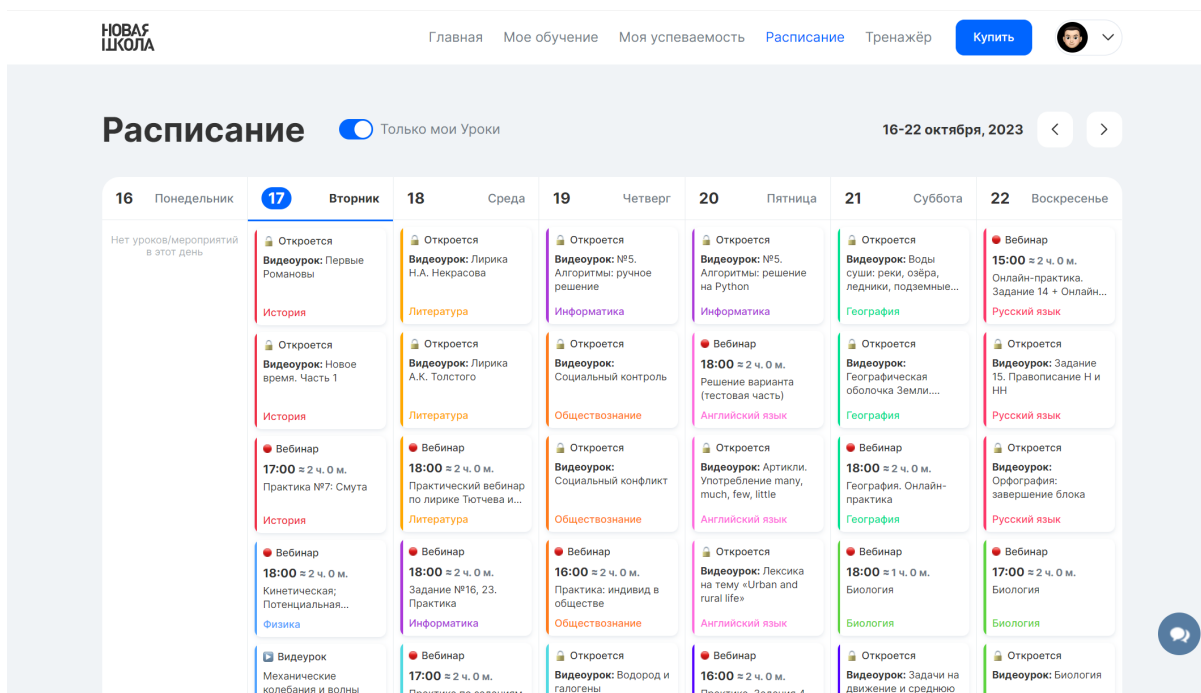 НОВАЯ
ШКОЛА
Главная Мое обучение Моя успеваемость Расписание Тренажёр Купить
Расписание Только мои Уроки 16-22 октября, 2023
16 Понедельник 17 Вторник 18 Среда 19 Четверг 20 Пятница 21 Суббота 22 Воскресенье
Нет уроков/мероприятий
в этот день
Откроется
Видеоурок: Первые
Романовы
История
Откроется
Видеоурок: Новое
время. Часть 1
История
Вебинар
17:00 ≈ 2 ч. 0 м.
Практика №7: Смута
История
Вебинар
18:00 ≈ 2 ч. 0 м.
Кинетическая;
Потенциальная...
Физика
Видеурок
Механические
колебания и волны
Откроется
Видеоурок: Лирика
Н.А. Некрасова
Литература
Откроется
Видеоурок: Лирика
А.К. Толстого
Литература
Вебинар
18:00 ≈ 2 ч. 0 м.
Практический вебинар
по лирике Тютчева и...
Литература
Вебинар
18:00 ≈ 2 ч. 0 м.
Задание №16, 23.
Практика
Информатика
Вебинар
17:00 ≈ 2 ч. 0 м.
Практика по заданиям
Откроется
Видеоурок: №5.
Алгоритмы: ручное
решение
Информатика
Откроется
Видеоурок:
Социальный контроль
Обществознание
Откроется
Видеоурок:
Социальный конфликт
Обществознание
Вебинар
16:00 ≈ 2 ч. 0 м.
Практика: индивид в
обществе
Обществознание
Откроется
Видеоурок: Водород и
галогены
Откроется
Видеоурок: №5.
Алгоритмы: решение
на Python
Информатика
Вебинар
18:00 ≈ 2 ч. 0 м.
Решение варианта
(тестовая часть)
Английский язык
Откроется
Видеоурок: Артикли.
Употребление many,
much, few, little
Английский язык
Откроется
Видеоурок: Лексика
на тему «Urban and
rural life»
Английский язык
Вебинар
16:00 ≈ 2 ч. 0 м.
Практика. Задания 4
Откроется
Видеоурок: Воды
суши: реки, озёра,
ледники, подземные...
География
Откроется
Видеоурок:
Географическая
оболочка Земли....
География
Вебинар
18:00 ≈ 2 ч. 0 м.
География. Онлайн-
практика
География
Вебинар
18:00 ≈ 1 ч. 0 м.
Биология
Биология
Откроется
Видеоурок: Задачи на
движение и среднюю
Вебинар
15:00 ≈ 2 ч. 0 м.
Онлайн-практика.
Задание 14 + Онлайн...
Русский язык
Откроется
Видеоурок: Задание
15. Правописание Н и
НН
Русский язык
Откроется
Видеоурок:
Орфография:
завершение блока
Русский язык
Вебинар
17:00 ≈ 2 ч. 0 м.
Биология
Биология
Откроется
Видеоурок: Биология